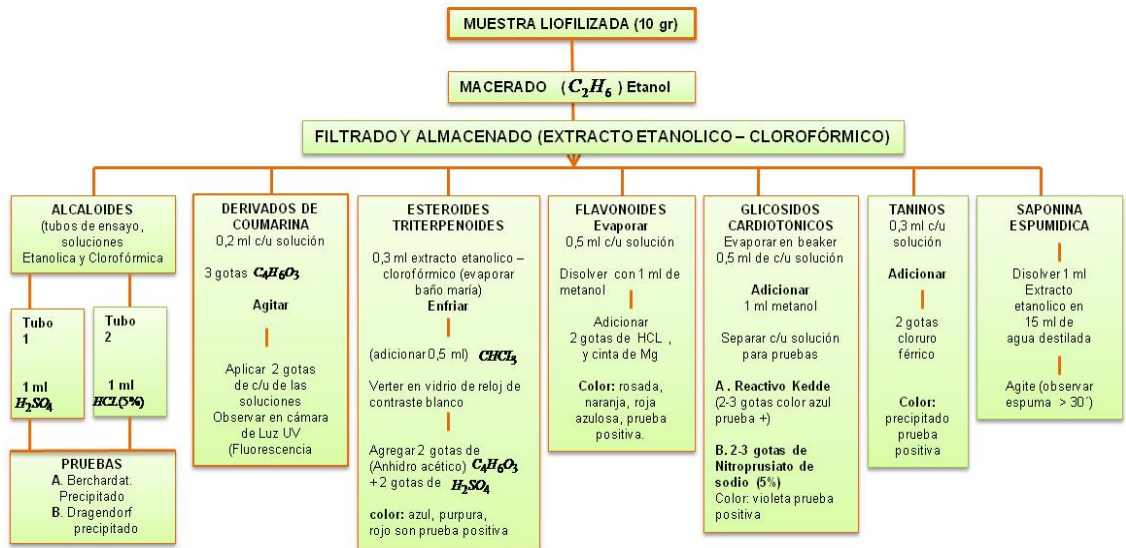 MUESTRA LIOFILIZADA (10 gr)
MACERADO ( C₂H₆ ) Etanol
FILTRADO Y ALMACENADO (EXTRACTO ETANOLICO – CLOROFÓRMICO)
ALCALOIDES
(tubos de ensayo,
soluciones
Etanolica y Clorofórmica
Tubo
1
1 ml
H₂SO₄
Tubo
2
1 ml
HCL(5%)
PRUEBAS
A. Berchardat.
Precipitado
B. Dragendorf
precipitado
DERIVADOS DE
COUMARINA
0,2 ml c/u solución
3 gotas C₄H₆O₃
Agitar
Aplicar 2 gotas
de c/u de las
soluciones
Observar en cámara
de Luz UV
(Fluorescencia
ESTEROIDES
TRITERPENOIDES
0,3 ml extracto etanolico –
clorofórmico (evaporar
baño maría)
Enfriar
(adicionar 0,5 ml) CHCL₃
Verter en vidrio de reloj de
contraste blanco
Agregar 2 gotas de
(Anhidro acético) C₄H₆O₃
+ 2 gotas de H₂SO₄
color: azul, purpura,
rojo son prueba positiva
FLAVONOIDES
Evaporar
0,5 ml c/u solución
Disolver con 1 ml de
metanol
Adicionar
2 gotas de HCL ,
y cinta de Mg
Color: rosada,
naranja, roja
azulosa, prueba
positiva.
GLICOSIDOS
CARDIOTONICOS
Evaporar en beaker
0,5 ml de c/u solución
Adicionar
1 ml metanol
Separar c/u solución
para pruebas
A . Reactivo Kedde
(2-3 gotas color azul
prueba +)
B. 2-3 gotas de
Nitroprusiato de
sodio (5%)
Color: violeta prueba
positiva
TANINOS
0,3 ml c/u
solución
Adicionar
2 gotas
cloruro
férrico
Color:
precipitado
prueba
positiva
SAPONINA
ESPUMIDICA
Disolver 1 ml
Extracto
etanolico en
15 ml de
agua destilada
Agite (observar
espuma > 30´)